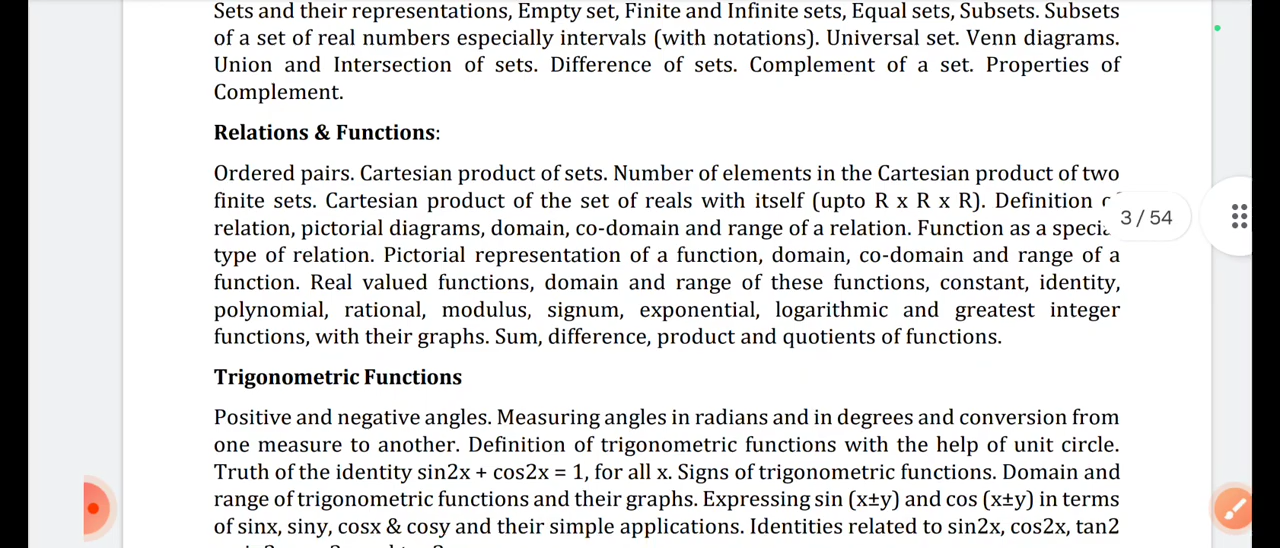 Sets and their representations, Empty set, Finite and Infinite sets, Equal sets, Subsets. Subsets
of a set of real numbers especially intervals (with notations). Universal set. Venn diagrams.
Union and Intersection of sets. Difference of sets. Complement of a set. Properties of
Complement.
Relations & Functions:
Ordered pairs. Cartesian product of sets. Number of elements in the Cartesian product of two
finite sets. Cartesian product of the set of reals with itself (upto R x R x R). Definition
relation, pictorial diagrams, domain, co-domain and range of a relation. Function as a
3 / 54
type of relation. Pictorial representation of a function, domain, co-domain and range of a
function. Real valued functions, domain and range of these functions, constant, identity,
polynomial, rational, modulus, signum, exponential, logarithmic and greatest integer
functions, with their graphs. Sum, difference, product and quotients of functions.
Trigonometric Functions
Positive and negative angles. Measuring angles in radians and in degrees and conversion from
one measure to another. Definition of trigonometric functions with the help of unit circle.
Truth of the identity sin2x + cos2x = 1, for all x. Signs of trigonometric functions. Domain and
range of trigonometric functions and their graphs. Expressing sin (x±y) and cos (x±y) in terms
of sinx, siny, cosx & cosy and their simple applications. Identities related to sin2x, cos2x, tan2